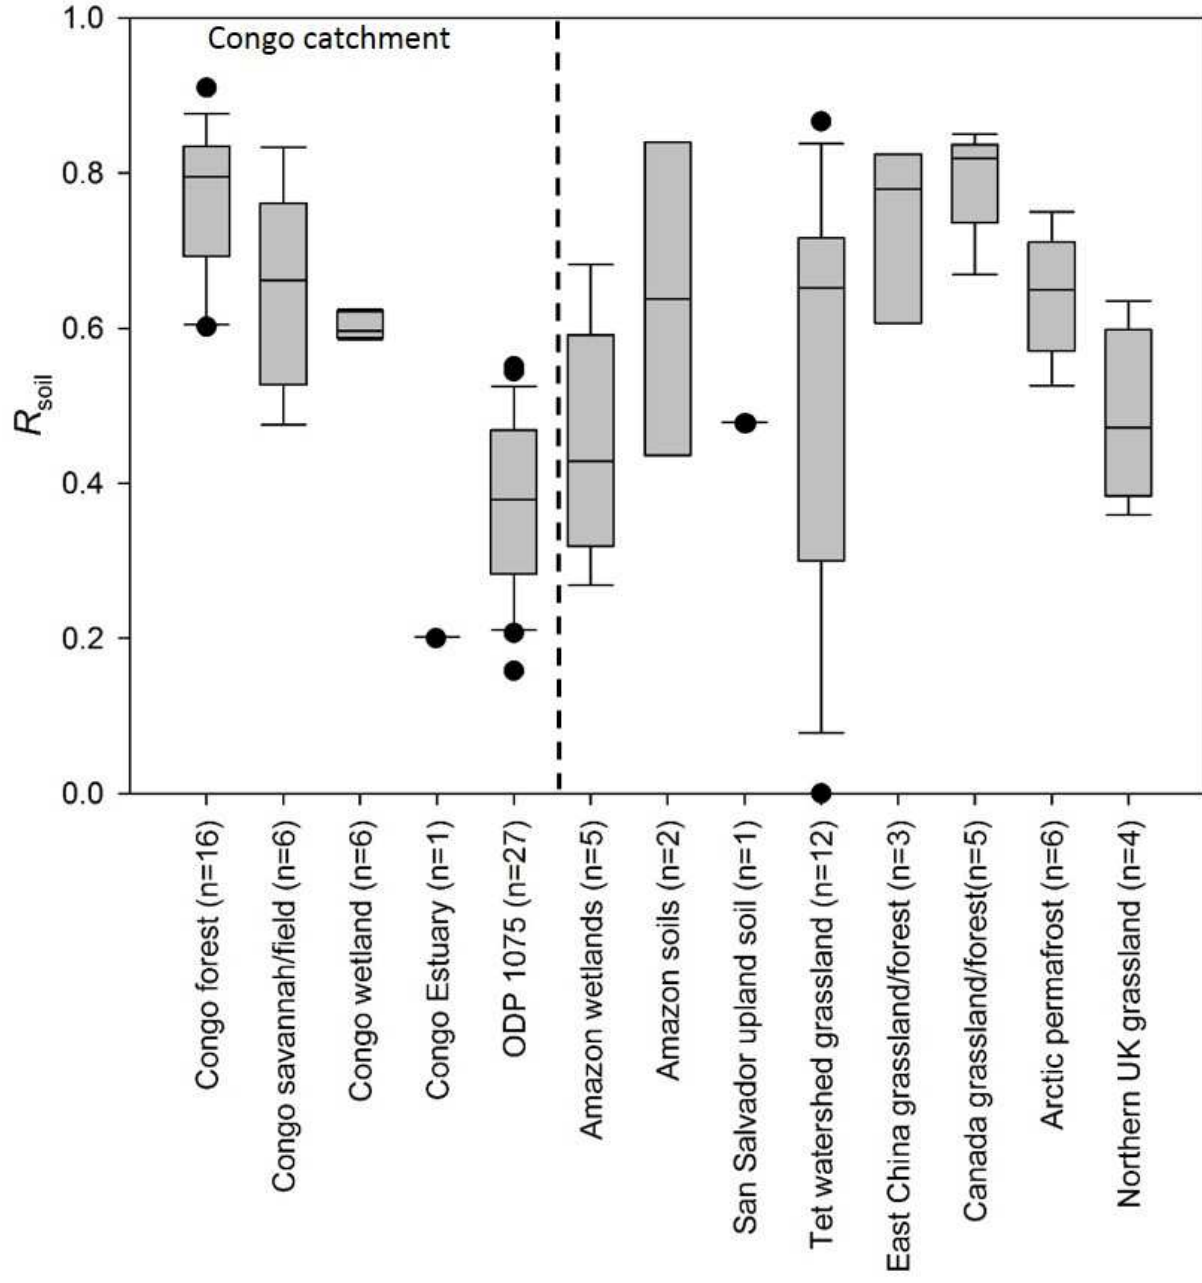 Congo catchment
1.0
0.8
0.6
0.4
0.2
0.0
Rsoil
Congo forest (n=16)
Congo savannah/field (n=6)
Congo wetland (n=6)
Congo Estuary (n=1)
ODP 1075 (n=27)
Amazon wetlands (n=5)
Amazon soils (n=2)
San Salvador upland soil (n=1)
Tet watershed grassland (n=12)
East China grassland/forest (n=3)
Canada grassland/forest(n=5)
Arctic permafrost (n=6)
Northern UK grassland (n=4)